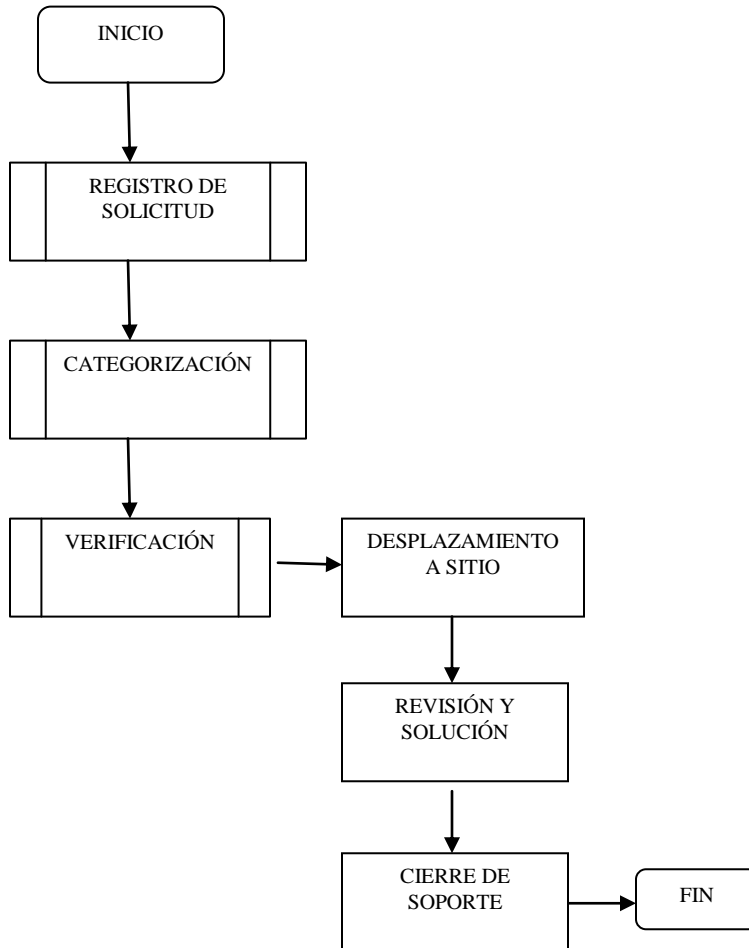 INICIO
REGISTRO DE
SOLICITUD
CATEGORIZACIÓN
VERIFICACIÓN
DESPLAZAMIENTO
A SITIO
REVISIÓN Y
SOLUCIÓN
CIERRE DE
SOPORTE
FIN